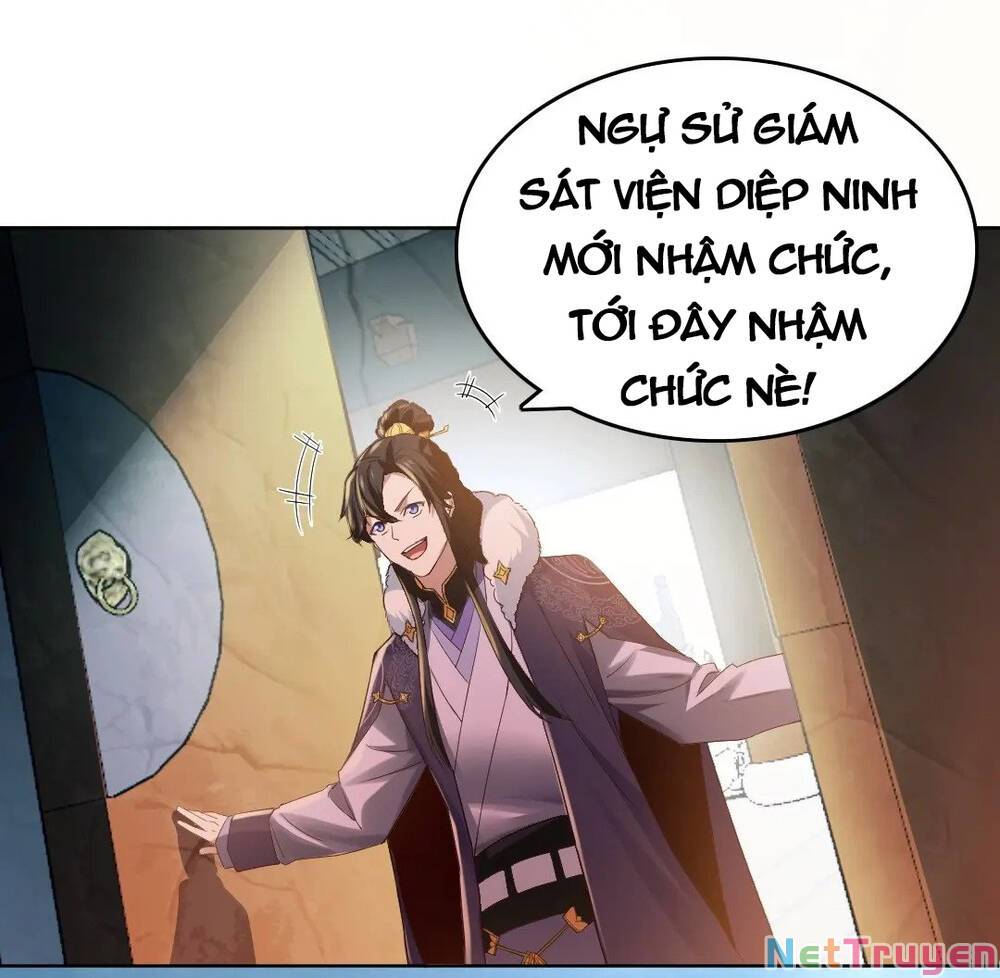 NGỰ SỬ GIÁM
SÁT VIỆN DIỆP NINH
MỚI NHẬM CHỨC,
TỚI ĐÂY NHẬM
CHỨC NÈ!
NetTruyen